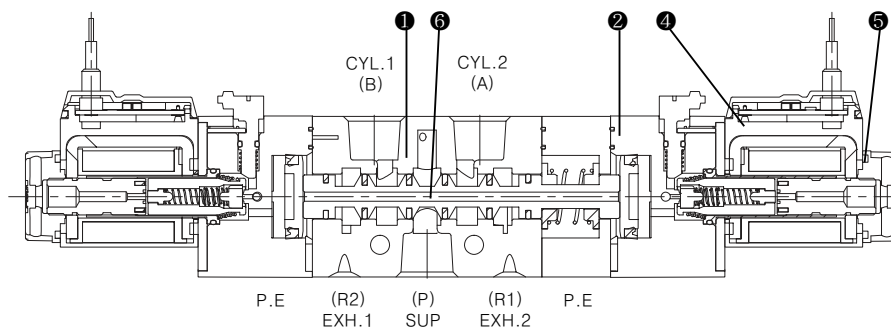 ❶ ❻ ❷ ❹ ❺
CYL.1 CYL.2
(B) (A)
P.E (R2) (P) (R1) P.E
EXH.1 SUP EXH.2